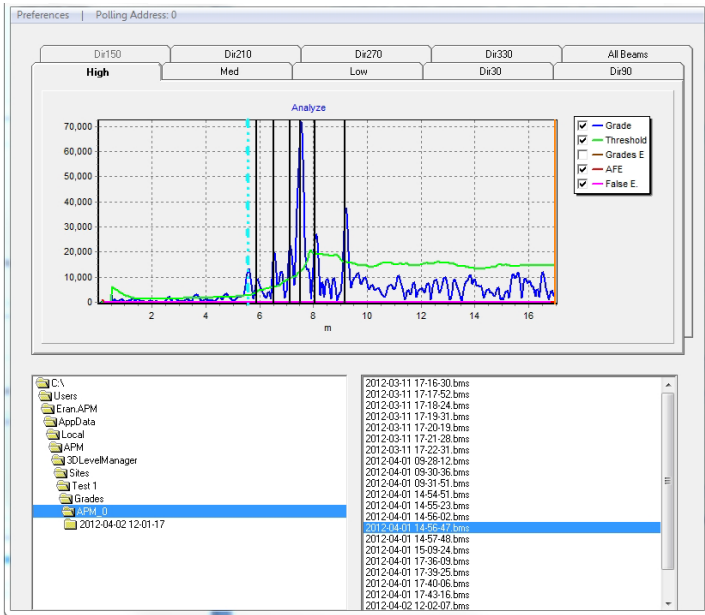 Preferences | Polling Address: 0
Dir150 Dir210 Dir270 Dir330 All Beams
High Med Low Dir30 Dir90
Analyze
70,000
60,000
50,000
40,000
30,000
20,000
10,000
0
2 4 6 8 10 12 14 16
m
Grade
Threshold
Grades E
AFE
False E.
C:\
Users
Eran.APM
AppData
Local
APM
3DLevelManager
Sites
Test 1
Grades
APM_0
2012-04-02 12-01-17
2012-03-11 17-16-30.bms
2012-03-11 17-17-52.bms
2012-03-11 17-18-24.bms
2012-03-11 17-19-31.bms
2012-03-11 17-20-19.bms
2012-03-11 17-21-28.bms
2012-03-11 17-22-31.bms
2012-04-01 09-28-12.bms
2012-04-01 09-30-36.bms
2012-04-01 09-31-51.bms
2012-04-01 14-54-51.bms
2012-04-01 14-55-23.bms
2012-04-01 14-56-02.bms
2012-04-01 14-56-47.bms
2012-04-01 14-57-48.bms
2012-04-01 15-09-24.bms
2012-04-01 17-36-09.bms
2012-04-01 17-39-25.bms
2012-04-01 17-40-06.bms
2012-04-01 17-43-16.bms
2012-04-02 12-02-07.bms